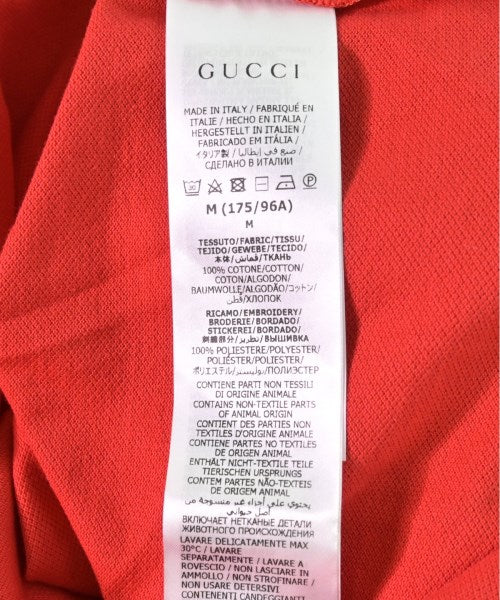 GUCCI
MADE IN ITALY / FABRIQUÉ EN
ITALIE / HECHO EN ITALIA /
HERGESTELLT IN ITALIEN /
FABRICADO EM ITÁLIA /
イタリア製 / صنع في إيطاليا /
СДЕЛАНО В ИТАЛИИ
30 P
M (175/96A)
M
TESSUTO/FABRIC/TISSU/
TEJIDO/GEWEBE/TECIDO/
本体/قماش/ТКАНЬ
100% COTONE/COTTON/
COTON/ALGODON/
BAUMWOLLE/ALGODÃO/コットン/
قطن/ХЛОПОК
RICAMO/EMBROIDERY/
BRODERIE/BORDADO/
STICKEREI/BORDADO/
刺繍部分/تطريز/ВЫШИВКА
100% POLIESTERE/POLYESTER/
POLYESTER/POLIÉSTER/
POLYESTER/POLIÉSTER/
ポリエステル/بوليستر/ПОЛИЭСТЕР
CONTIENE PARTI NON TESSILI
DI ORIGINE ANIMALE
CONTAINS NON-TEXTILE PARTS
OF ANIMAL ORIGIN
CONTIENT DES PARTIES NON
TEXTILES D'ORIGINE ANIMALE
CONTIENE PARTES NO TEXTILES
DE ORIGEN ANIMAL
ENTHÄLT NICHT-TEXTILE TEILE
TIERISCHEN URSPRUNGS
CONTEM PARTES NÃO-TEXTEIS
DE ORIGEM ANIMAL
يحتوي على أجزاء غير منسوجة من
أصل حيواني
ВКЛЮЧАЕТ НЕТКАНЫЕ ДЕТАЛИ
ЖИВОТНОГО ПРОИСХОЖДЕНИЯ
LAVARE DELICATAMENTE MAX
30°C / LAVARE
SEPARATAMENTE / LAVARE A
ROVESCIO / NON LASCIARE IN
AMMOLLO / NON STROFINARE /
NON USARE DETERGENTI
CONTENENTI CANDEGGIANTI